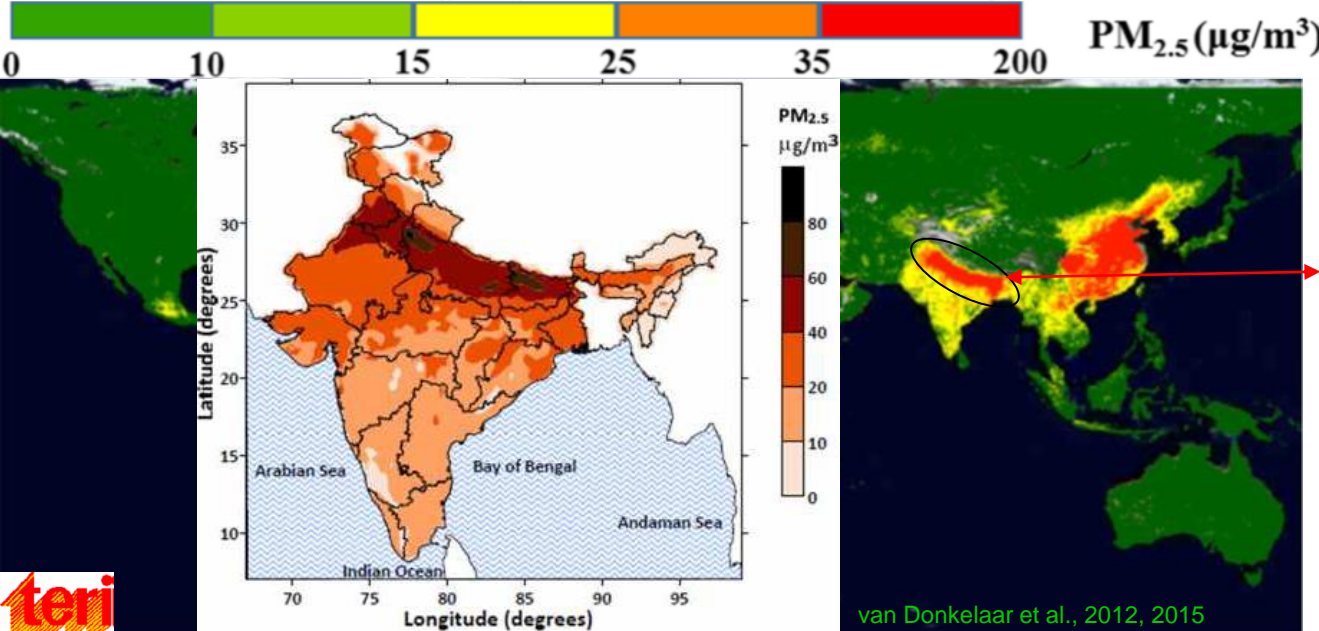 0 10 15 25 35 200 PM2.5 (µg/m³)
PM2.5
µg/m³
80
60
40
20
10
0
35
30
25
20
15
10
Latitude (degrees)
Arabian Sea
Bay of Bengal
Andaman Sea
Indian Ocean
70 75 80 85 90 95
Longitude (degrees)
teri
van Donkelaar et al., 2012, 2015